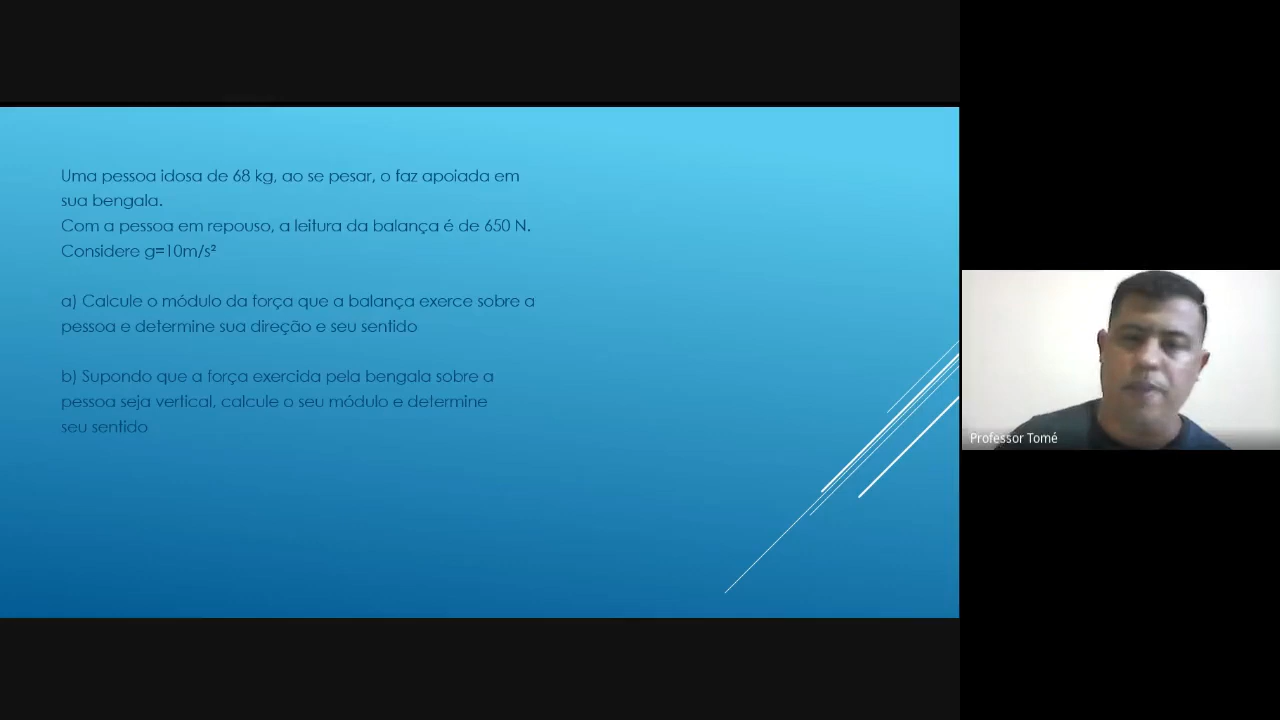 Uma pessoa idosa de 68 kg, ao se pesar, o faz apoiada em
sua bengala.
Com a pessoa em repouso, a leitura da balança é de 650 N.
Considere g=10m/s²
a) Calcule o módulo da força que a balança exerce sobre a
pessoa e determine sua direção e seu sentido
b) Supondo que a força exercida pela bengala sobre a
pessoa seja vertical, calcule o seu módulo e determine
seu sentido
Professor Tomé